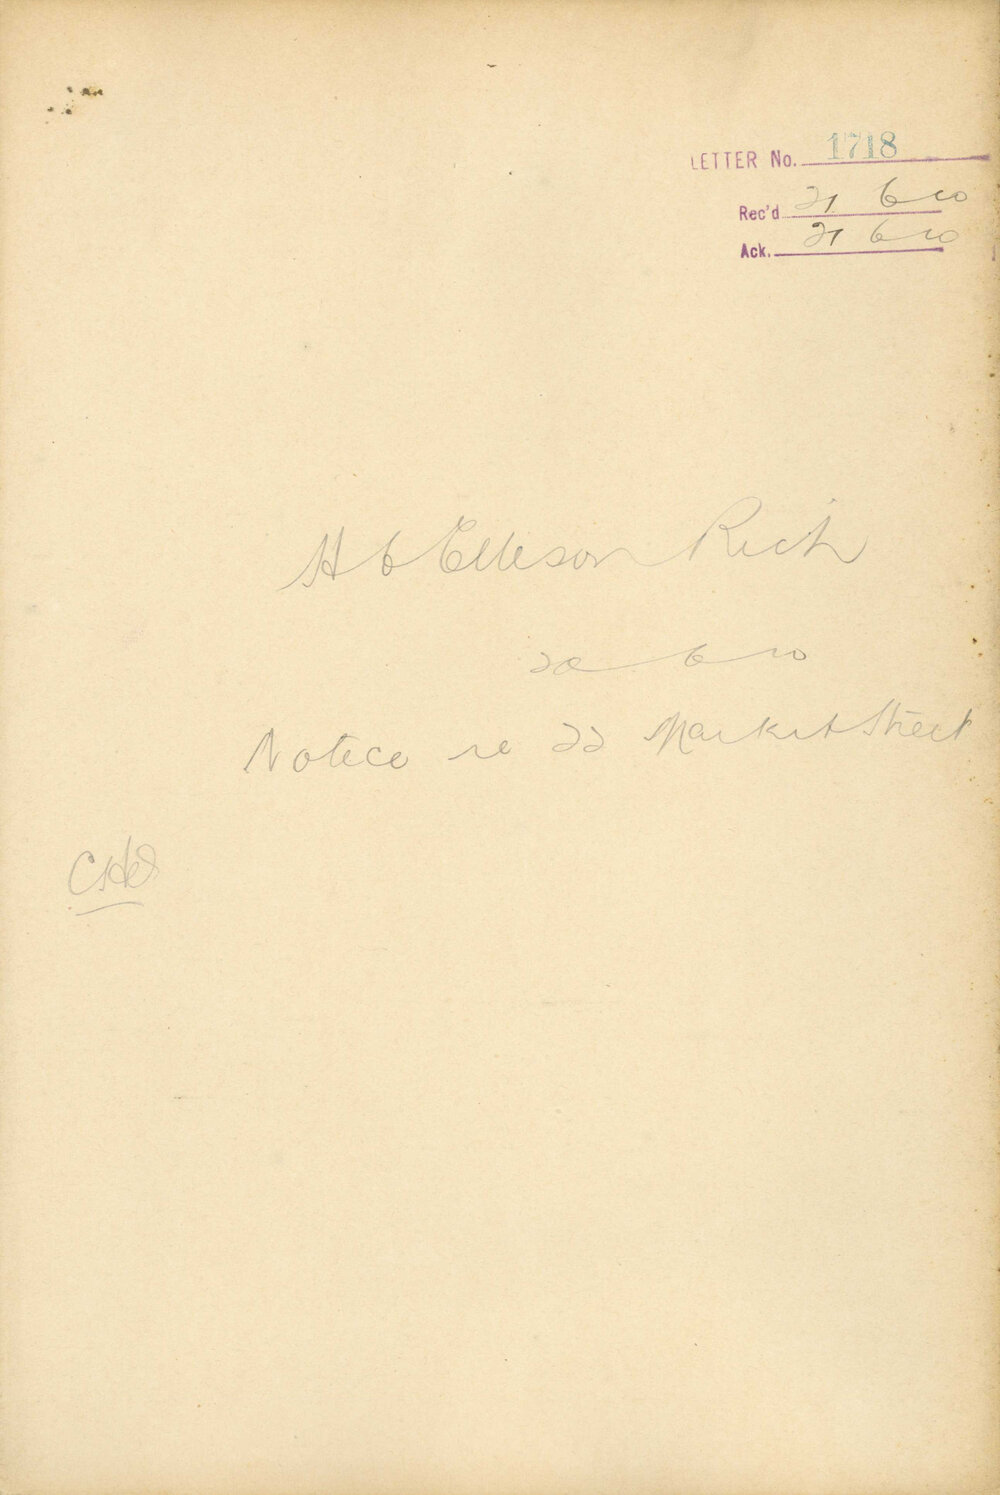 LETTER No. 1718
Rec'd 21 6 10
Ack. 21 6 10
H C Ellison Rich
20 6 10
Notice re 22 Market Street